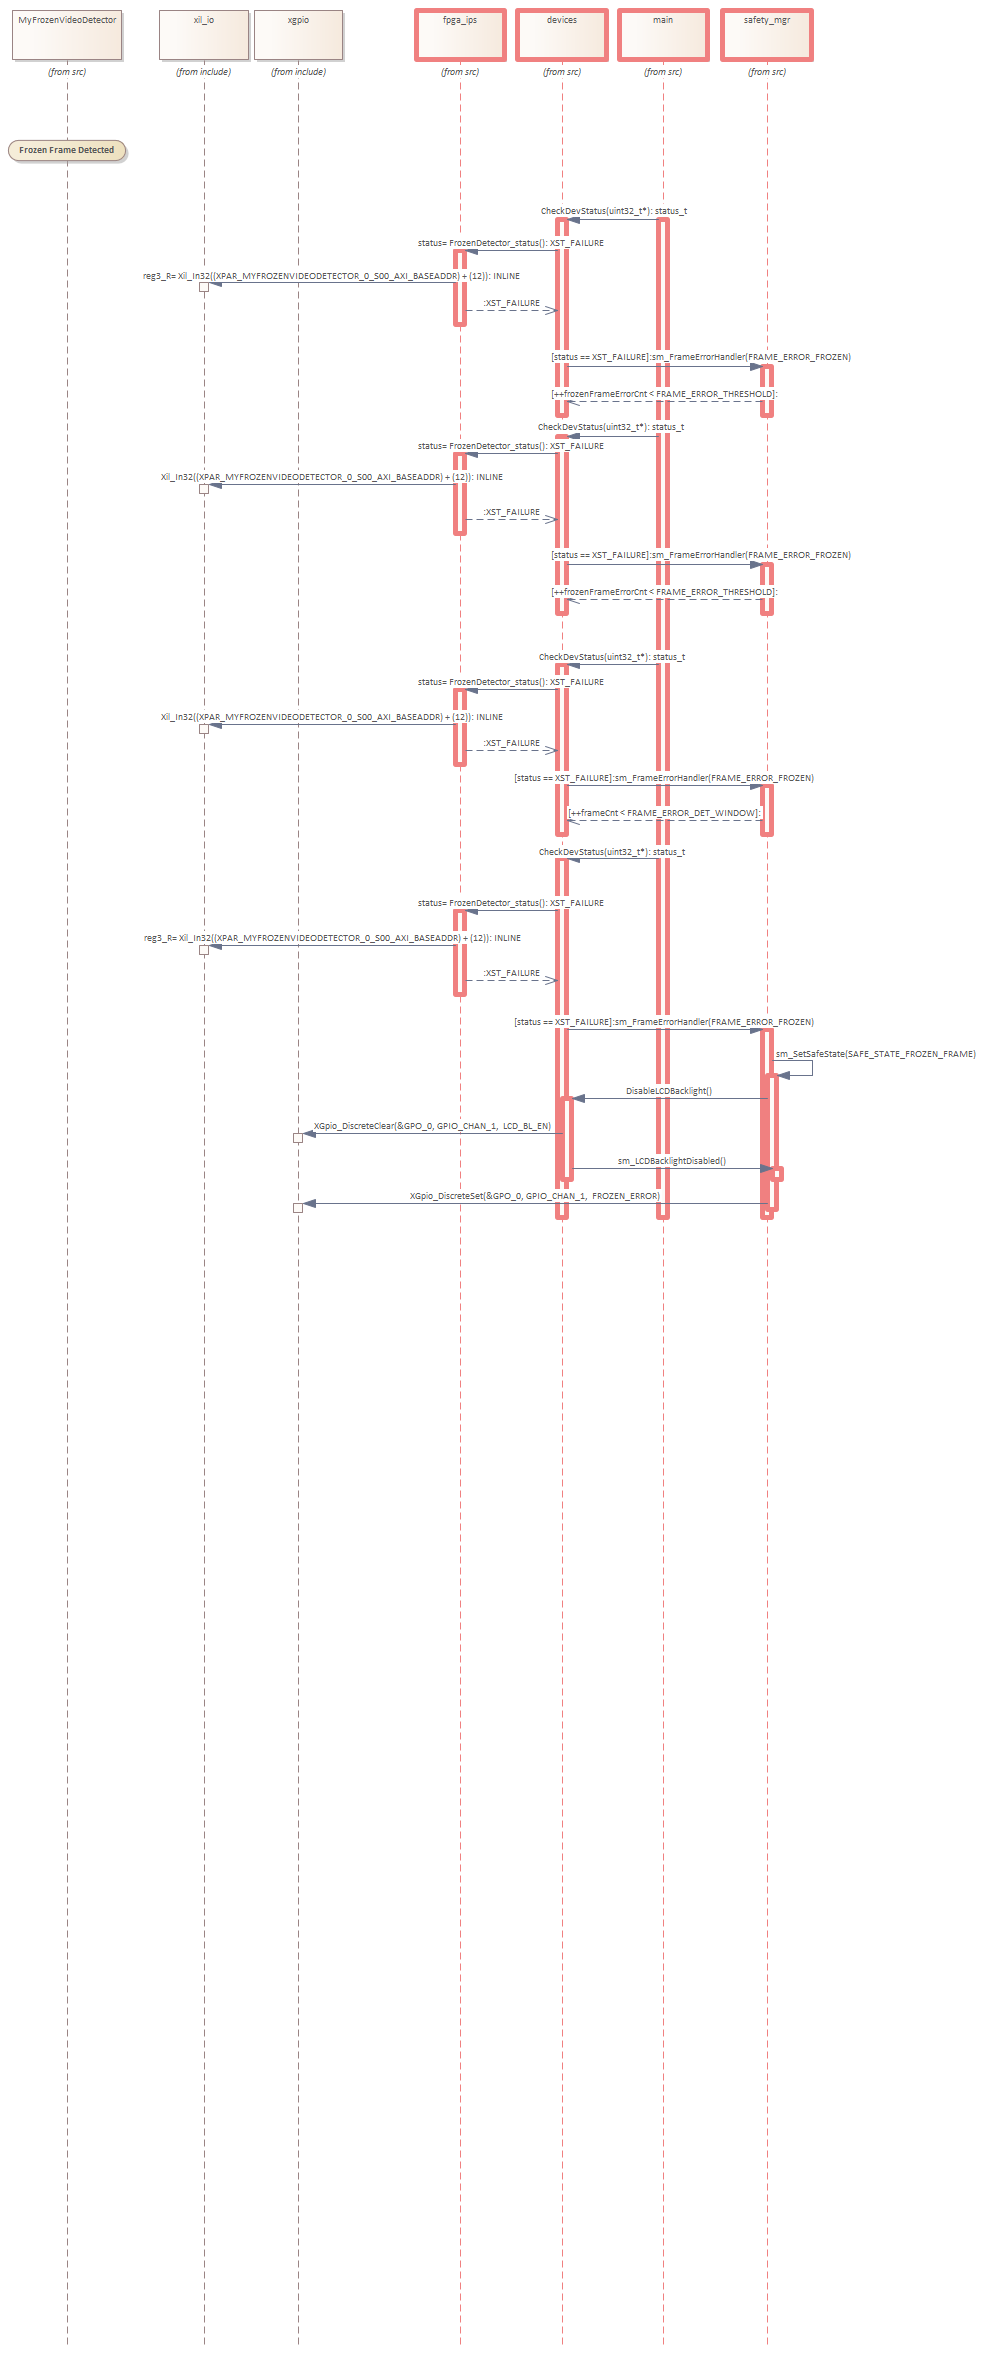 MyFrozenVideoDetector
xil_io
xgpio
fpga_ips
devices
main
safety_mgr
(from src)
(from include)
(from include)
(from src)
(from src)
(from src)
(from src)
Frozen Frame Detected
CheckDevStatus(uint32_t*): status_t
status= FrozenDetector_status(): XST_FAILURE
reg3_R= Xil_In32((XPAR_MYFROZENVIDEODETECTOR_0_S00_AXI_BASEADDR) + (12)): INLINE
:XST_FAILURE
[status == XST_FAILURE]:sm_FrameErrorHandler(FRAME_ERROR_FROZEN)
[++frozenFrameErrorCnt < FRAME_ERROR_THRESHOLD]:
CheckDevStatus(uint32_t*): status_t
status= FrozenDetector_status(): XST_FAILURE
Xil_In32((XPAR_MYFROZENVIDEODETECTOR_0_S00_AXI_BASEADDR) + (12)): INLINE
:XST_FAILURE
[status == XST_FAILURE]:sm_FrameErrorHandler(FRAME_ERROR_FROZEN)
[++frozenFrameErrorCnt < FRAME_ERROR_THRESHOLD]:
CheckDevStatus(uint32_t*): status_t
status= FrozenDetector_status(): XST_FAILURE
Xil_In32((XPAR_MYFROZENVIDEODETECTOR_0_S00_AXI_BASEADDR) + (12)): INLINE
:XST_FAILURE
[status == XST_FAILURE]:sm_FrameErrorHandler(FRAME_ERROR_FROZEN)
[++frameCnt < FRAME_ERROR_DET_WINDOW]:
CheckDevStatus(uint32_t*): status_t
status= FrozenDetector_status(): XST_FAILURE
reg3_R= Xil_In32((XPAR_MYFROZENVIDEODETECTOR_0_S00_AXI_BASEADDR) + (12)): INLINE
:XST_FAILURE
[status == XST_FAILURE]:sm_FrameErrorHandler(FRAME_ERROR_FROZEN)
sm_SetSafeState(SAFE_STATE_FROZEN_FRAME)
DisableLCDBacklight()
XGpio_DiscreteClear(&GPO_0, GPIO_CHAN_1, LCD_BL_EN)
sm_LCDBacklightDisabled()
XGpio_DiscreteSet(&GPO_0, GPIO_CHAN_1, FROZEN_ERROR)